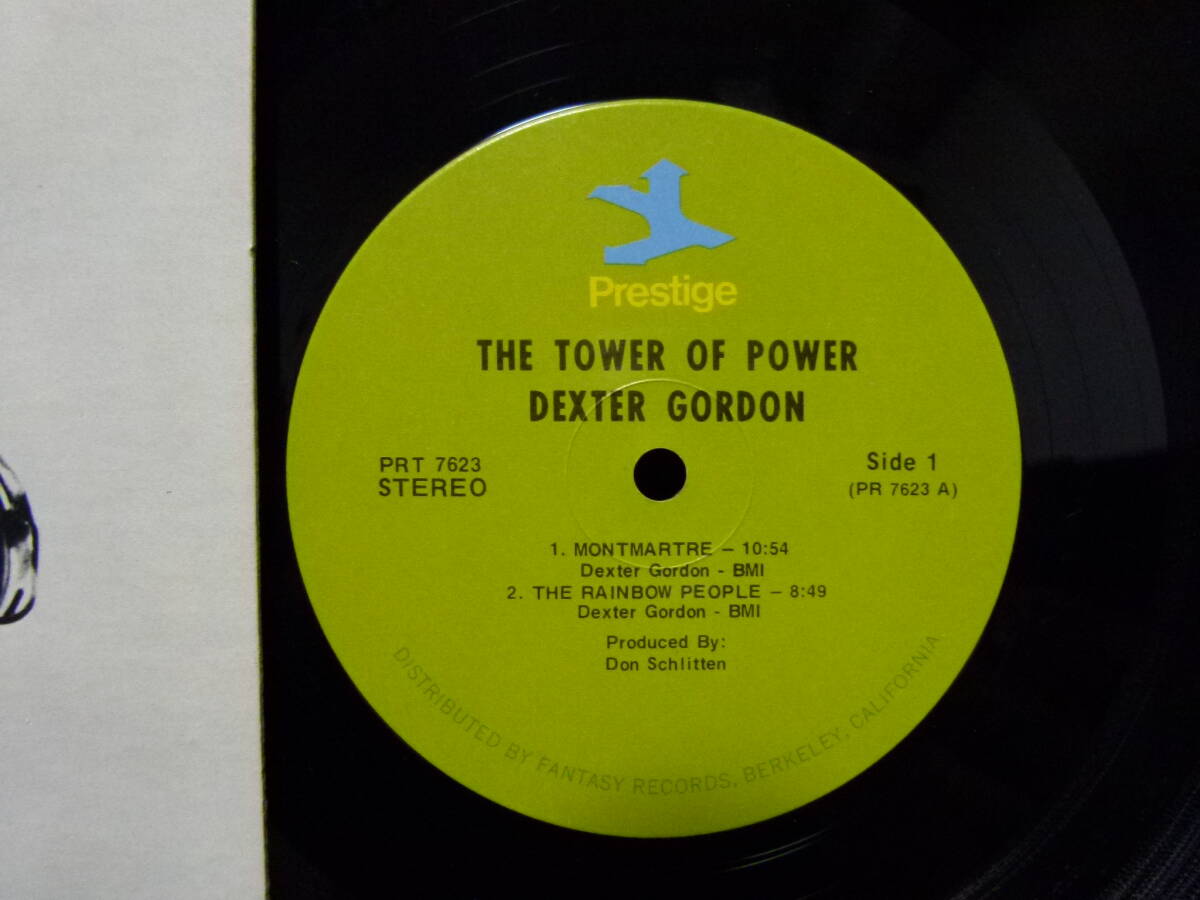 Prestige
THE TOWER OF POWER
DEXTER GORDON
PRT 7623
STEREO
Side 1
(PR 7623 A)
1. MONTMARTRE – 10:54
Dexter Gordon - BMI
2. THE RAINBOW PEOPLE – 8:49
Dexter Gordon - BMI
Produced By:
Don Schlitten
DISTRIBUTED BY FANTASY RECORDS, BERKELEY, CALIFORNIA